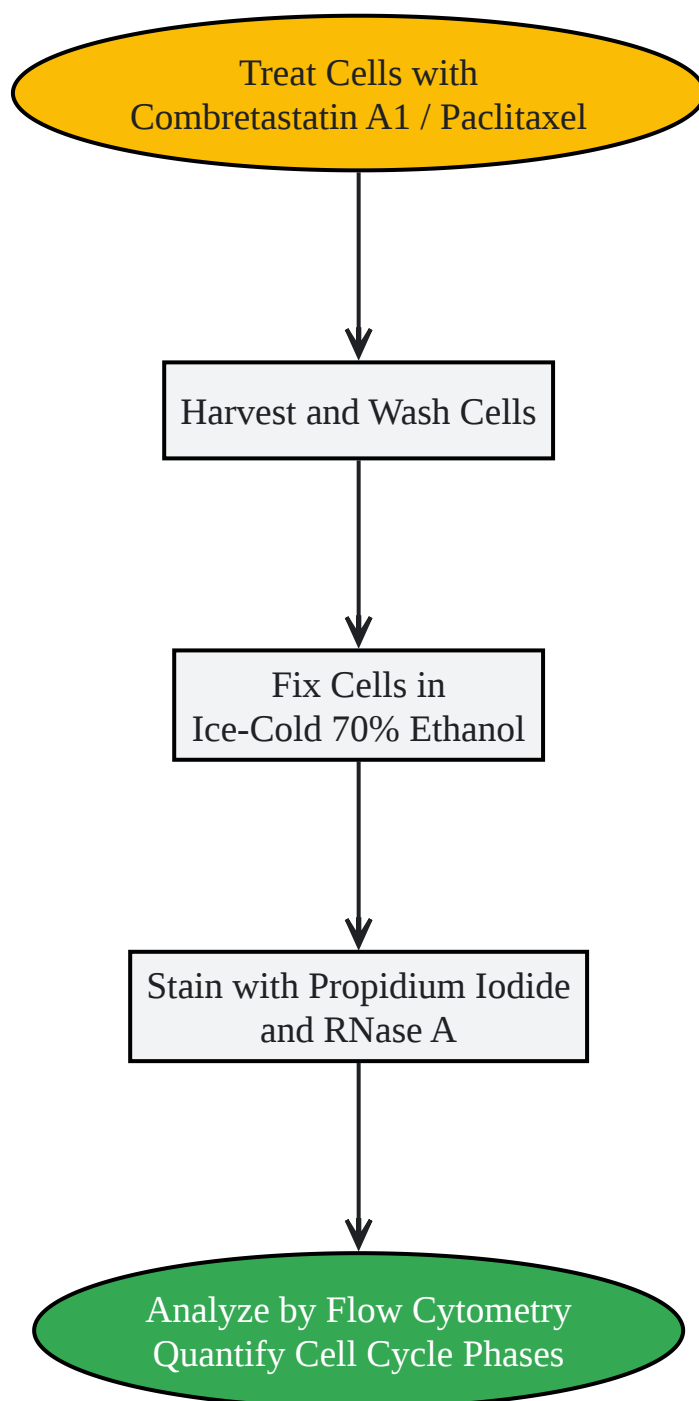 Treat Cells with
Combretastatin A1 / Paclitaxel
Harvest and Wash Cells
Fix Cells in
Ice-Cold 70% Ethanol
Stain with Propidium Iodide
and RNase A
Analyze by Flow Cytometry
Quantify Cell Cycle Phases